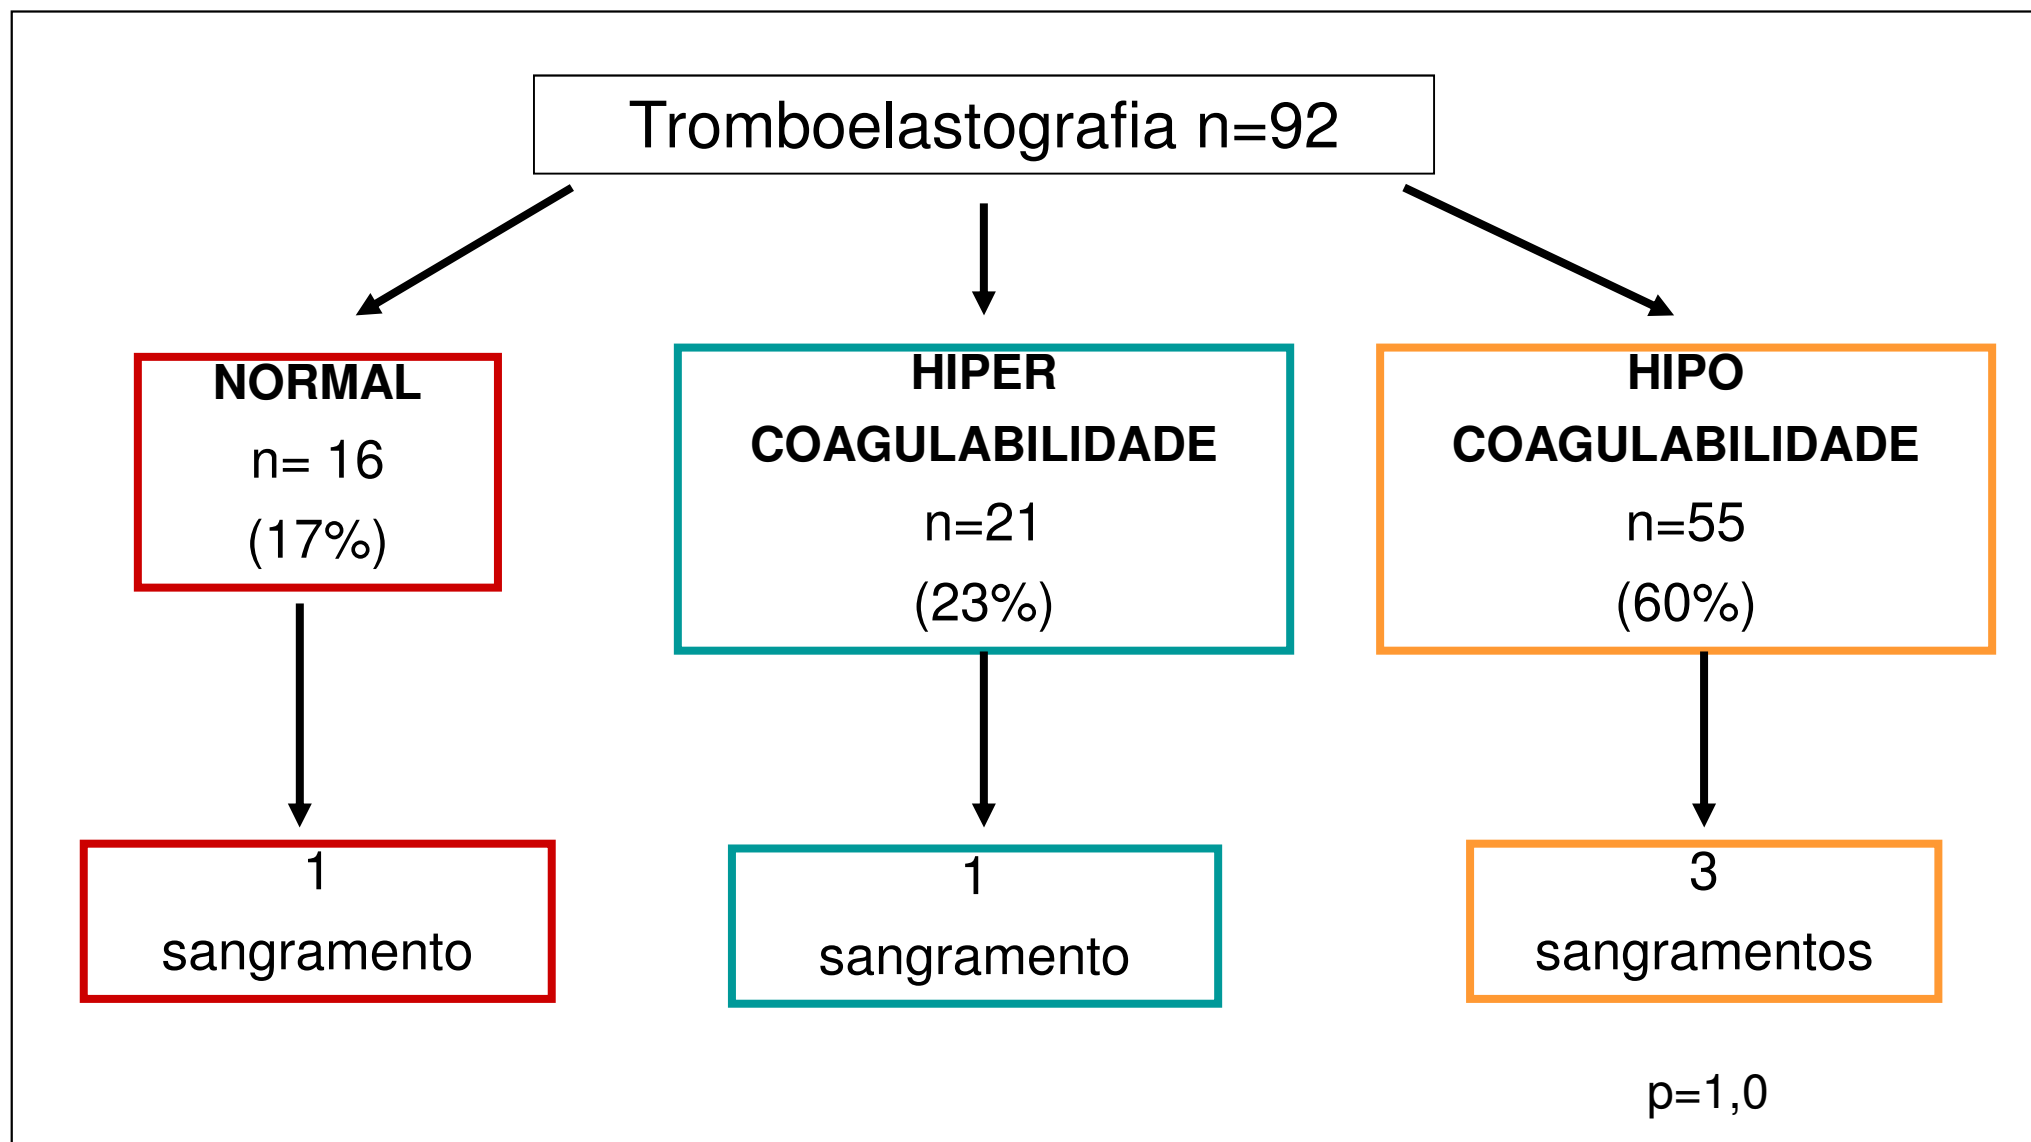 Tromboelastografia n=92
NORMAL
n= 16
(17%)
HIPER
COAGULABILIDADE
n=21
(23%)
HIPO
COAGULABILIDADE
n=55
(60%)
1
sangramento
1
sangramento
3
sangramentos
p=1,0